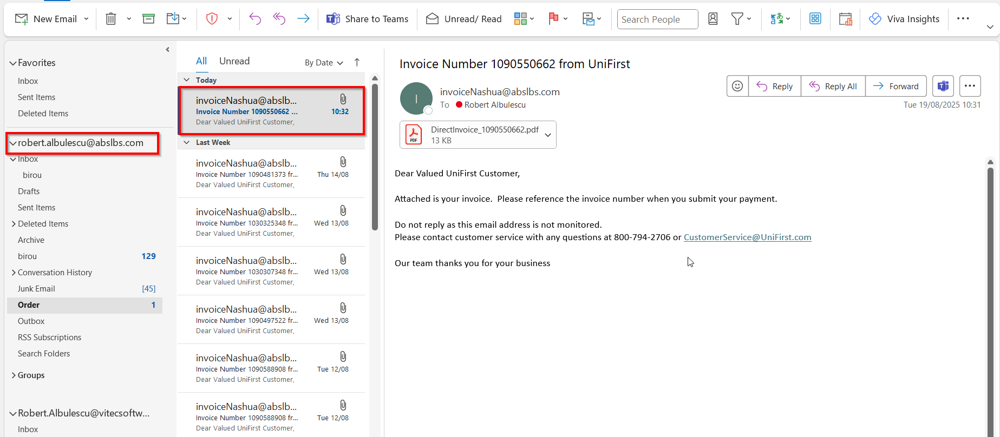 New Email
Share to Teams
Unread/ Read
Search People
Viva Insights
Favorites
Inbox
Sent Items
Deleted Items
robert.albulescu@abslbs.com
Inbox
birou
Drafts
Sent Items
Deleted Items
Archive
birou 129
Conversation History
Junk Email [45]
Order 1
Outbox
RSS Subscriptions
Search Folders
Groups
Robert.Albulescu@vitecsoftw...
Inbox
All Unread By Date
Today
invoiceNashua@abslb...
Invoice Number 1090550662 ... 10:32
Dear Valued UniFirst Customer,
Last Week
invoiceNashua@abslb...
Invoice Number 1090481373 fr... Thu 14/08
Dear Valued UniFirst Customer,
invoiceNashua@abslb...
Invoice Number 1030325348 fr... Wed 13/08
Dear Valued UniFirst Customer,
invoiceNashua@abslb...
Invoice Number 1030307348 fr... Wed 13/08
Dear Valued UniFirst Customer,
invoiceNashua@abslb...
Invoice Number 1090497522 fr... Wed 13/08
Dear Valued UniFirst Customer,
invoiceNashua@abslb...
Invoice Number 1090588908 fr... Tue 12/08
Dear Valued UniFirst Customer,
invoiceNashua@abslb...
Invoice Number 1090588908 fr... Tue 12/08
Dear Valued UniFirst Customer,
Invoice Number 1090550662 from UniFirst
I
invoiceNashua@abslbs.com
To Robert Albulescu
Reply Reply All Forward
Tue 19/08/2025 10:31
PDF
DirectInvoice_1090550662.pdf
13 KB
Dear Valued UniFirst Customer,
Attached is your invoice.  Please reference the invoice number when you submit your payment.
Do not reply as this email address is not monitored.
Please contact customer service with any questions at 800-794-2706 or CustomerService@UniFirst.com
Our team thanks you for your business